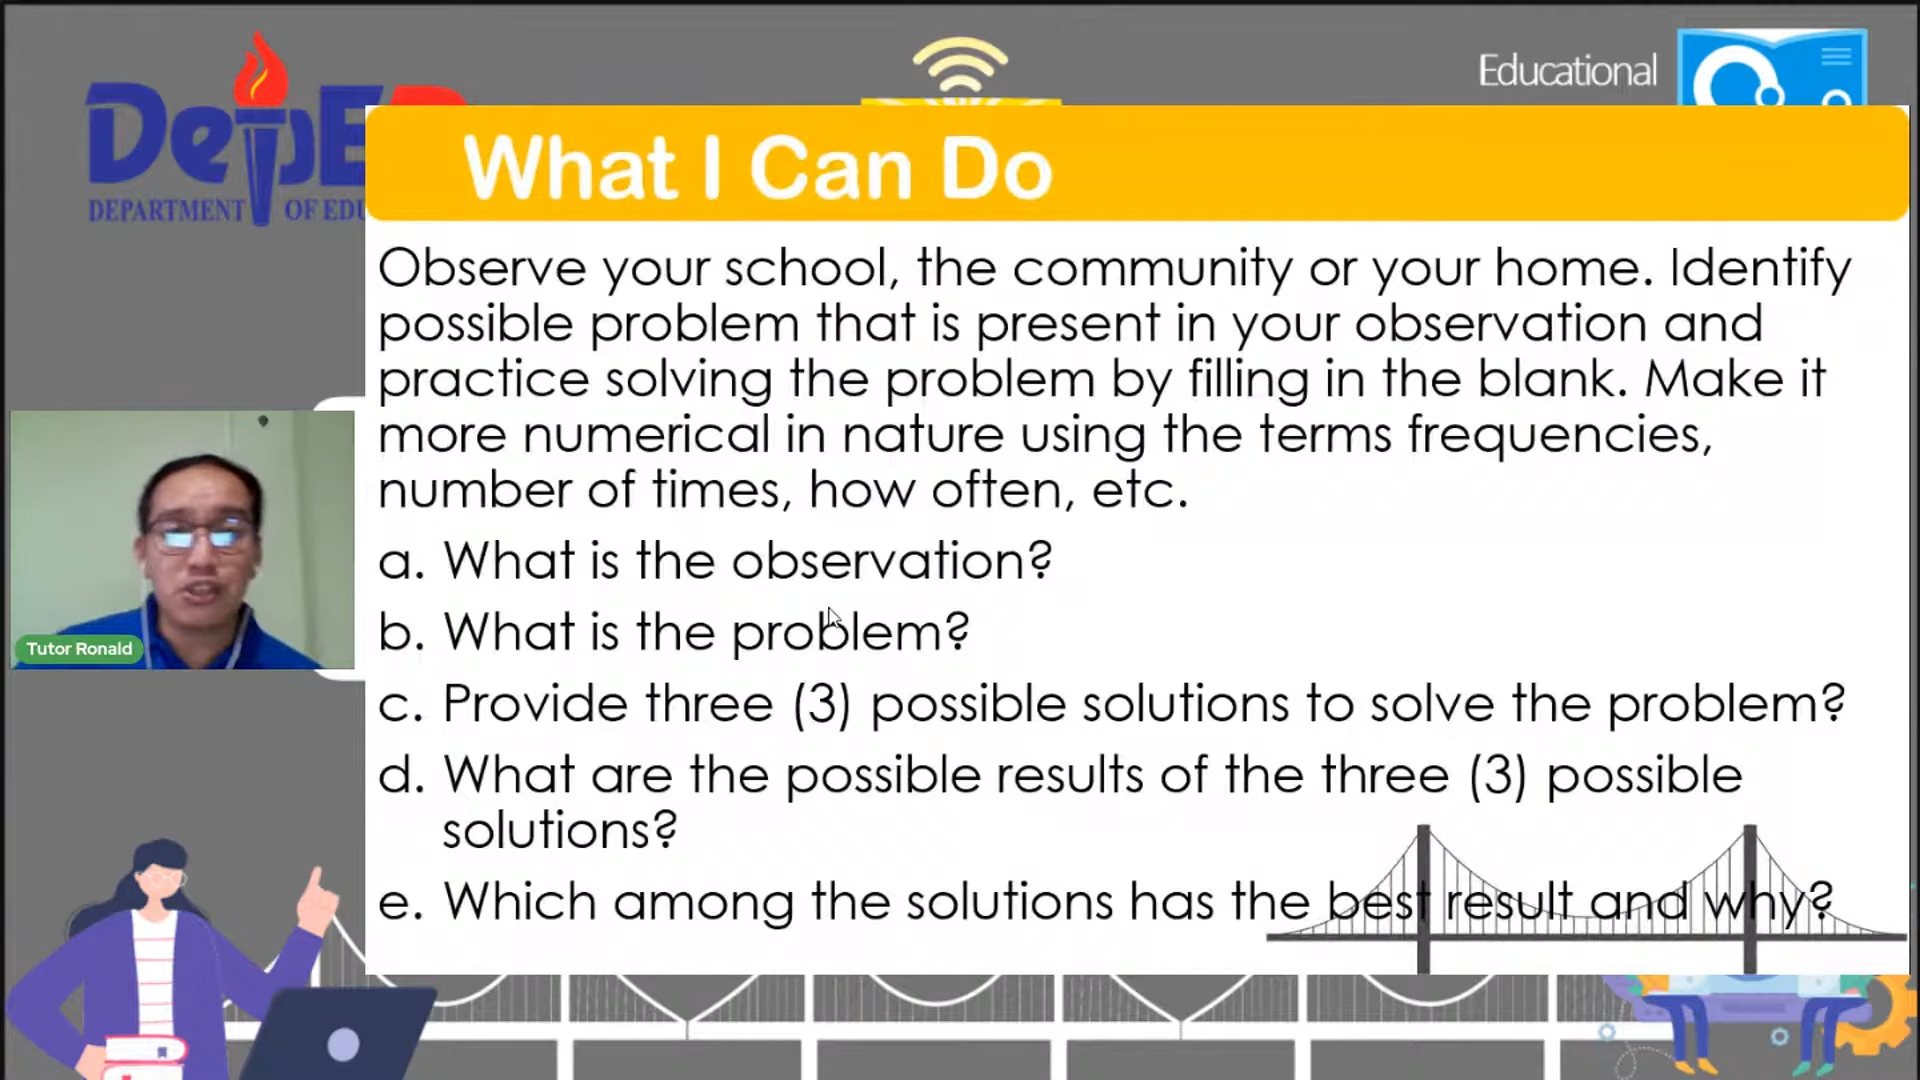 Educational
DepE
DEPARTMENT OF EDU
What I Can Do
Observe your school, the community or your home. Identify
possible problem that is present in your observation and
practice solving the problem by filling in the blank. Make it
more numerical in nature using the terms frequencies,
number of times, how often, etc.
a. What is the observation?
b. What is the problem?
c. Provide three (3) possible solutions to solve the problem?
d. What are the possible results of the three (3) possible
solutions?
e. Which among the solutions has the best result and why?
Tutor Ronald